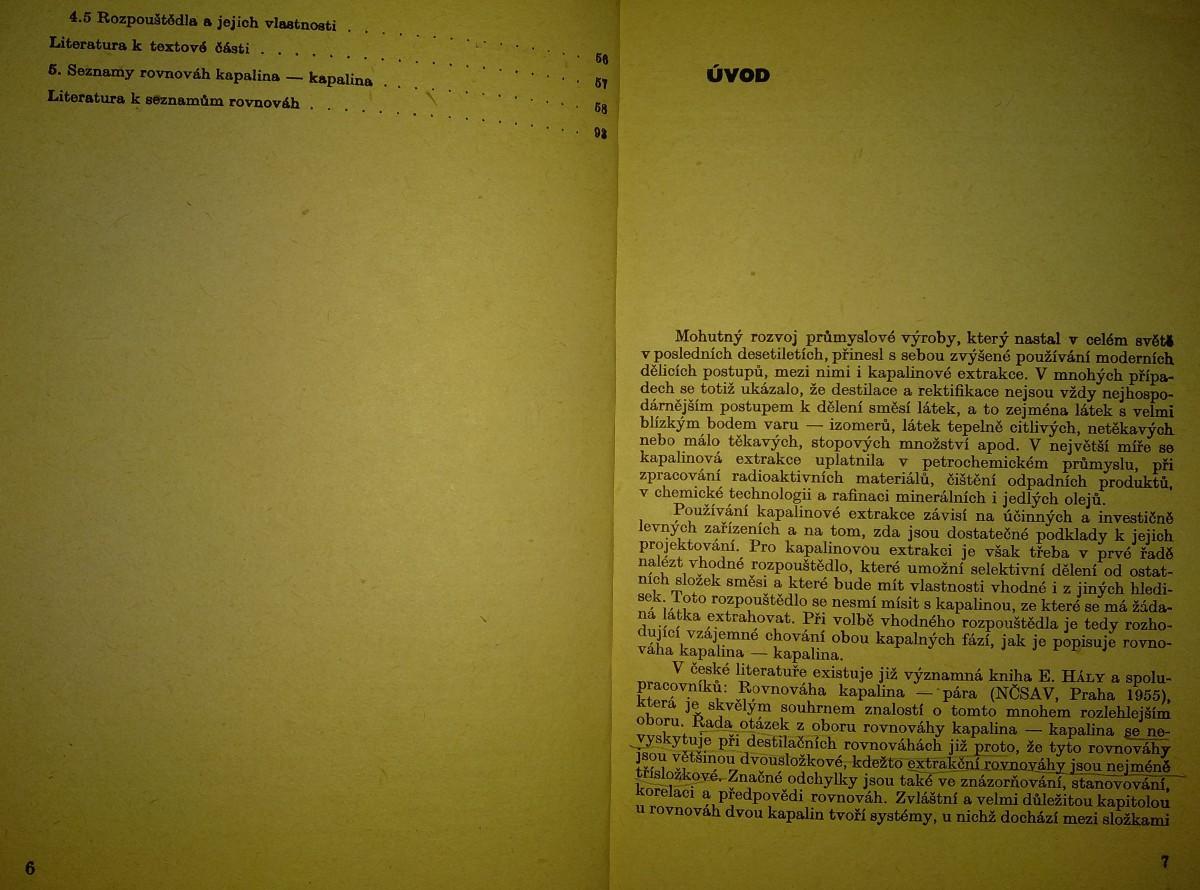 4.5 Rozpouštědla a jejich vlastnosti . . . . . . . . . . . . . 56
Literatura k textové části . . . . . . . . . . . . . . . . . 57
5. Seznamy rovnováh kapalina — kapalina . . . . . . . . . . . 58
Literatura k seznamům rovnováh . . . . . . . . . . . . . . .
6
ÚVOD
Mohutný rozvoj průmyslové výroby, který nastal v celém světě
v posledních desetiletích, přinesl s sebou zvýšené používání moderních
dělicích postupů, mezi nimi i kapalinové extrakce. V mnohých přípa-
dech se totiž ukázalo, že destilace a rektifikace nejsou vždy nejhospo-
dárnějším postupem k dělení směsí látek, a to zejména látek s velmi
blízkým bodem varu — izomerů, látek tepelně citlivých, netěkavých
nebo málo těkavých, stopových množství apod. V největší míře se
kapalinová extrakce uplatnila v petrochemickém průmyslu, při
zpracování radioaktivních materiálů, čištění odpadních produktů,
v chemické technologii a rafinaci minerálních i jedlých olejů.
Používání kapalinové extrakce závisí na účinných a investičně
levných zařízeních a na tom, zda jsou dostatečné podklady k jejich
projektování. Pro kapalinovou extrakci je však třeba v prvé řadě
nalézt vhodné rozpouštědlo, které umožní selektivní dělení od ostat-
ních složek směsi a které bude mít vlastnosti vhodné i z jiných hledi-
sek. Toto rozpouštědlo se nesmí mísit s kapalinou, ze které se má žáda-
ná látka extrahovat. Při volbě vhodného rozpouštědla je tedy rozho-
dující vzájemné chování obou kapalných fází, jak je popisuje rovno-
váha kapalina — kapalina.
V české literatuře existuje již významná kniha E. HÁLY a spolu-
pracovníků: Rovnováha kapalina — pára (NČSAV, Praha 1955),
která je skvělým souhrnem znalostí o tomto mnohem rozlehlejším
oboru. Řada otázek z oboru rovnováhy kapalina — kapalina se ne-
vyskytuje při destilačních rovnováhách již proto, že tyto rovnováhy
jsou většinou dvousložkové, kdežto extrakční rovnováhy jsou nejméně
třísložkové. Značné odchylky jsou také ve znázorňování, stanovování,
korelaci a předpovědi rovnováh. Zvláštní a velmi důležitou kapitolou
u rovnováh dvou kapalin tvoří systémy, u nichž dochází mezi složkami
7